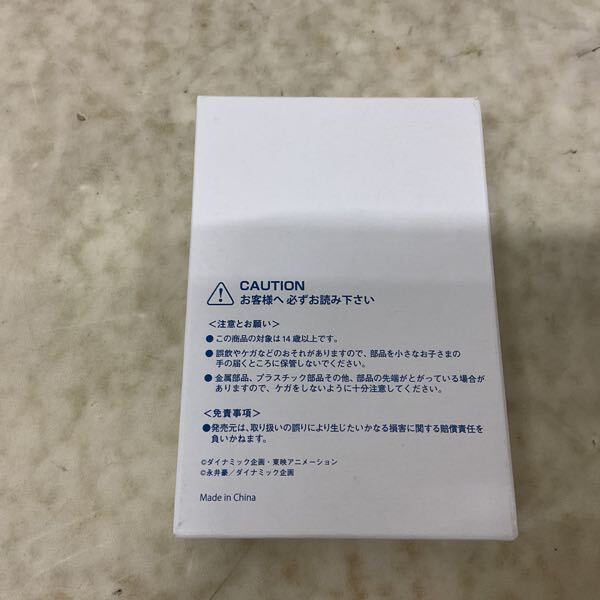 CAUTION
お客様へ 必ずお読み下さい
＜注意とお願い＞
●この商品の対象は14歳以上です。
●誤飲やケガなどのおそれがありますので、部品を小さなお子さまの
手の届くところに保管しないでください。
●金属部品、プラスチック部品その他、部品の先端がとがっている場合が
ありますので、ケガをしないように十分注意してください。
＜免責事項＞
●発売元は、取り扱いの誤りにより生じたいかなる損害に関する賠償責任を
負いかねます。
©ダイナミック企画・東映アニメーション
©永井豪／ダイナミック企画
Made in China